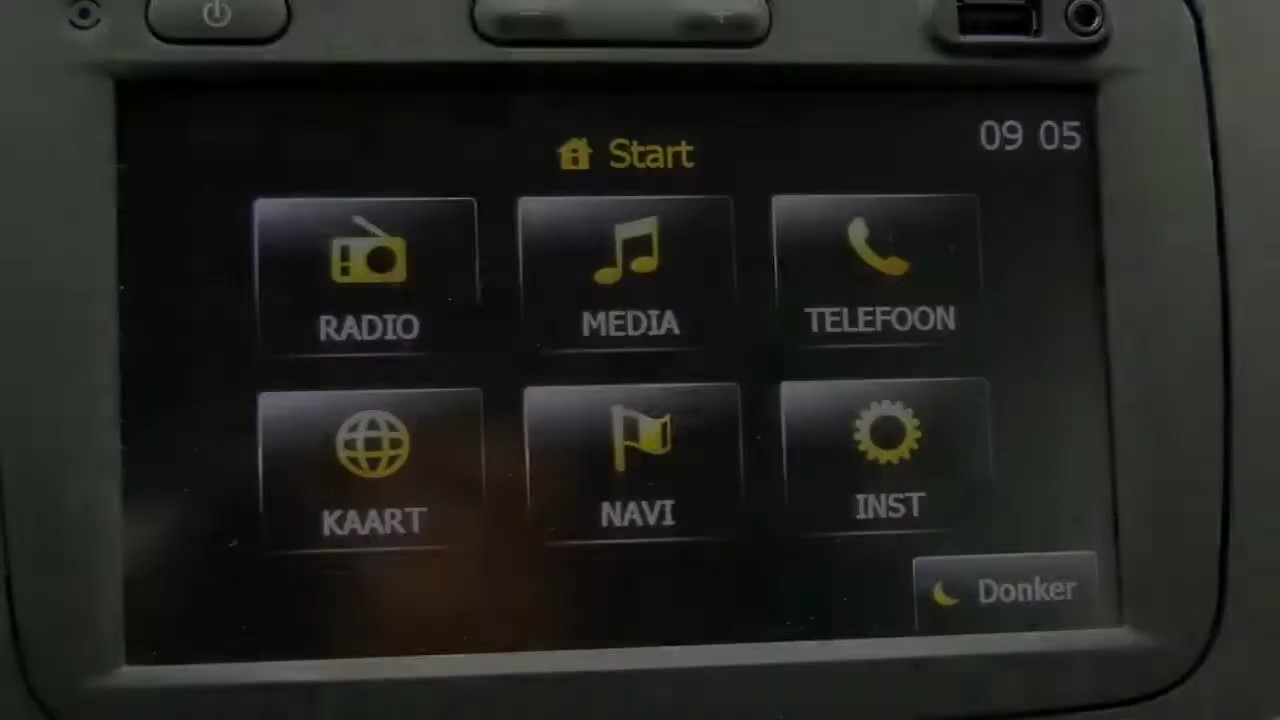 Start
09 05
RADIO
MEDIA
TELEFOON
KAART
NAVI
INST
Donker